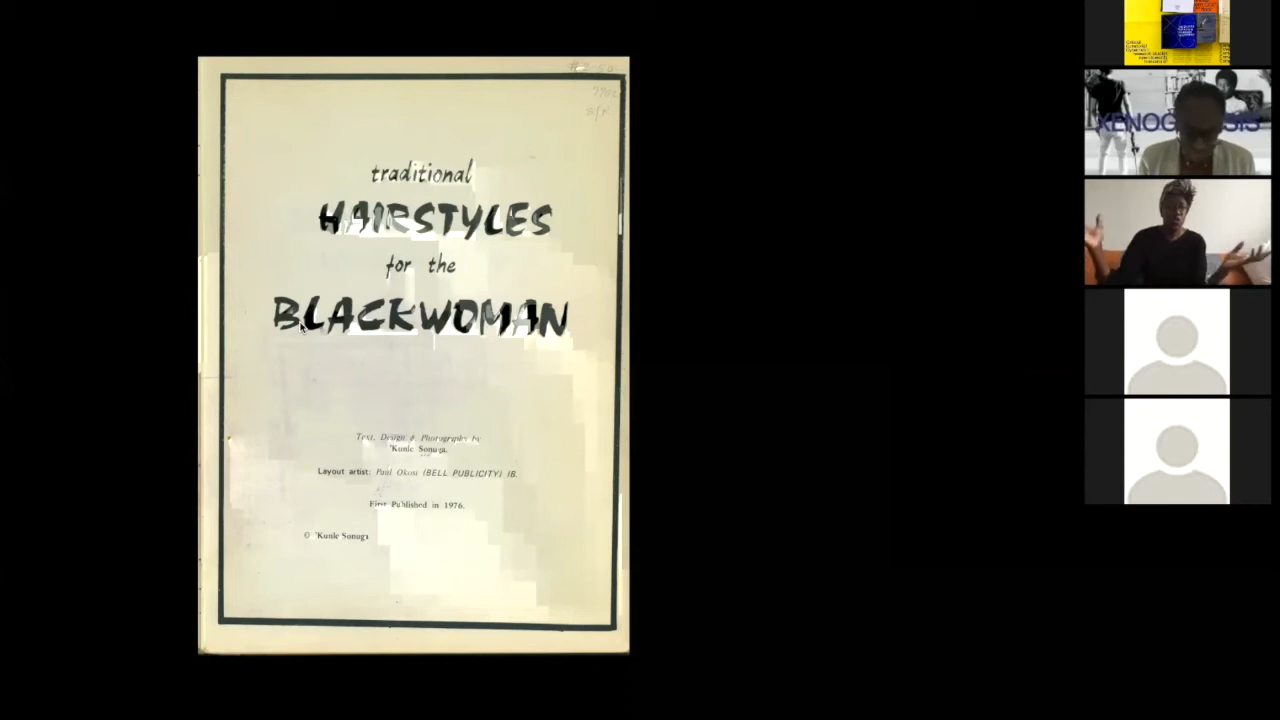 traditional
HAIRSTYLES
for the
BLACKWOMAN
Text, Design & Photographs by
'Kunle Sonuga.
Layout artist: Paul Okosi (BELL PUBLICITY) IB.
First Published in 1976.
© 'Kunle Sonuga